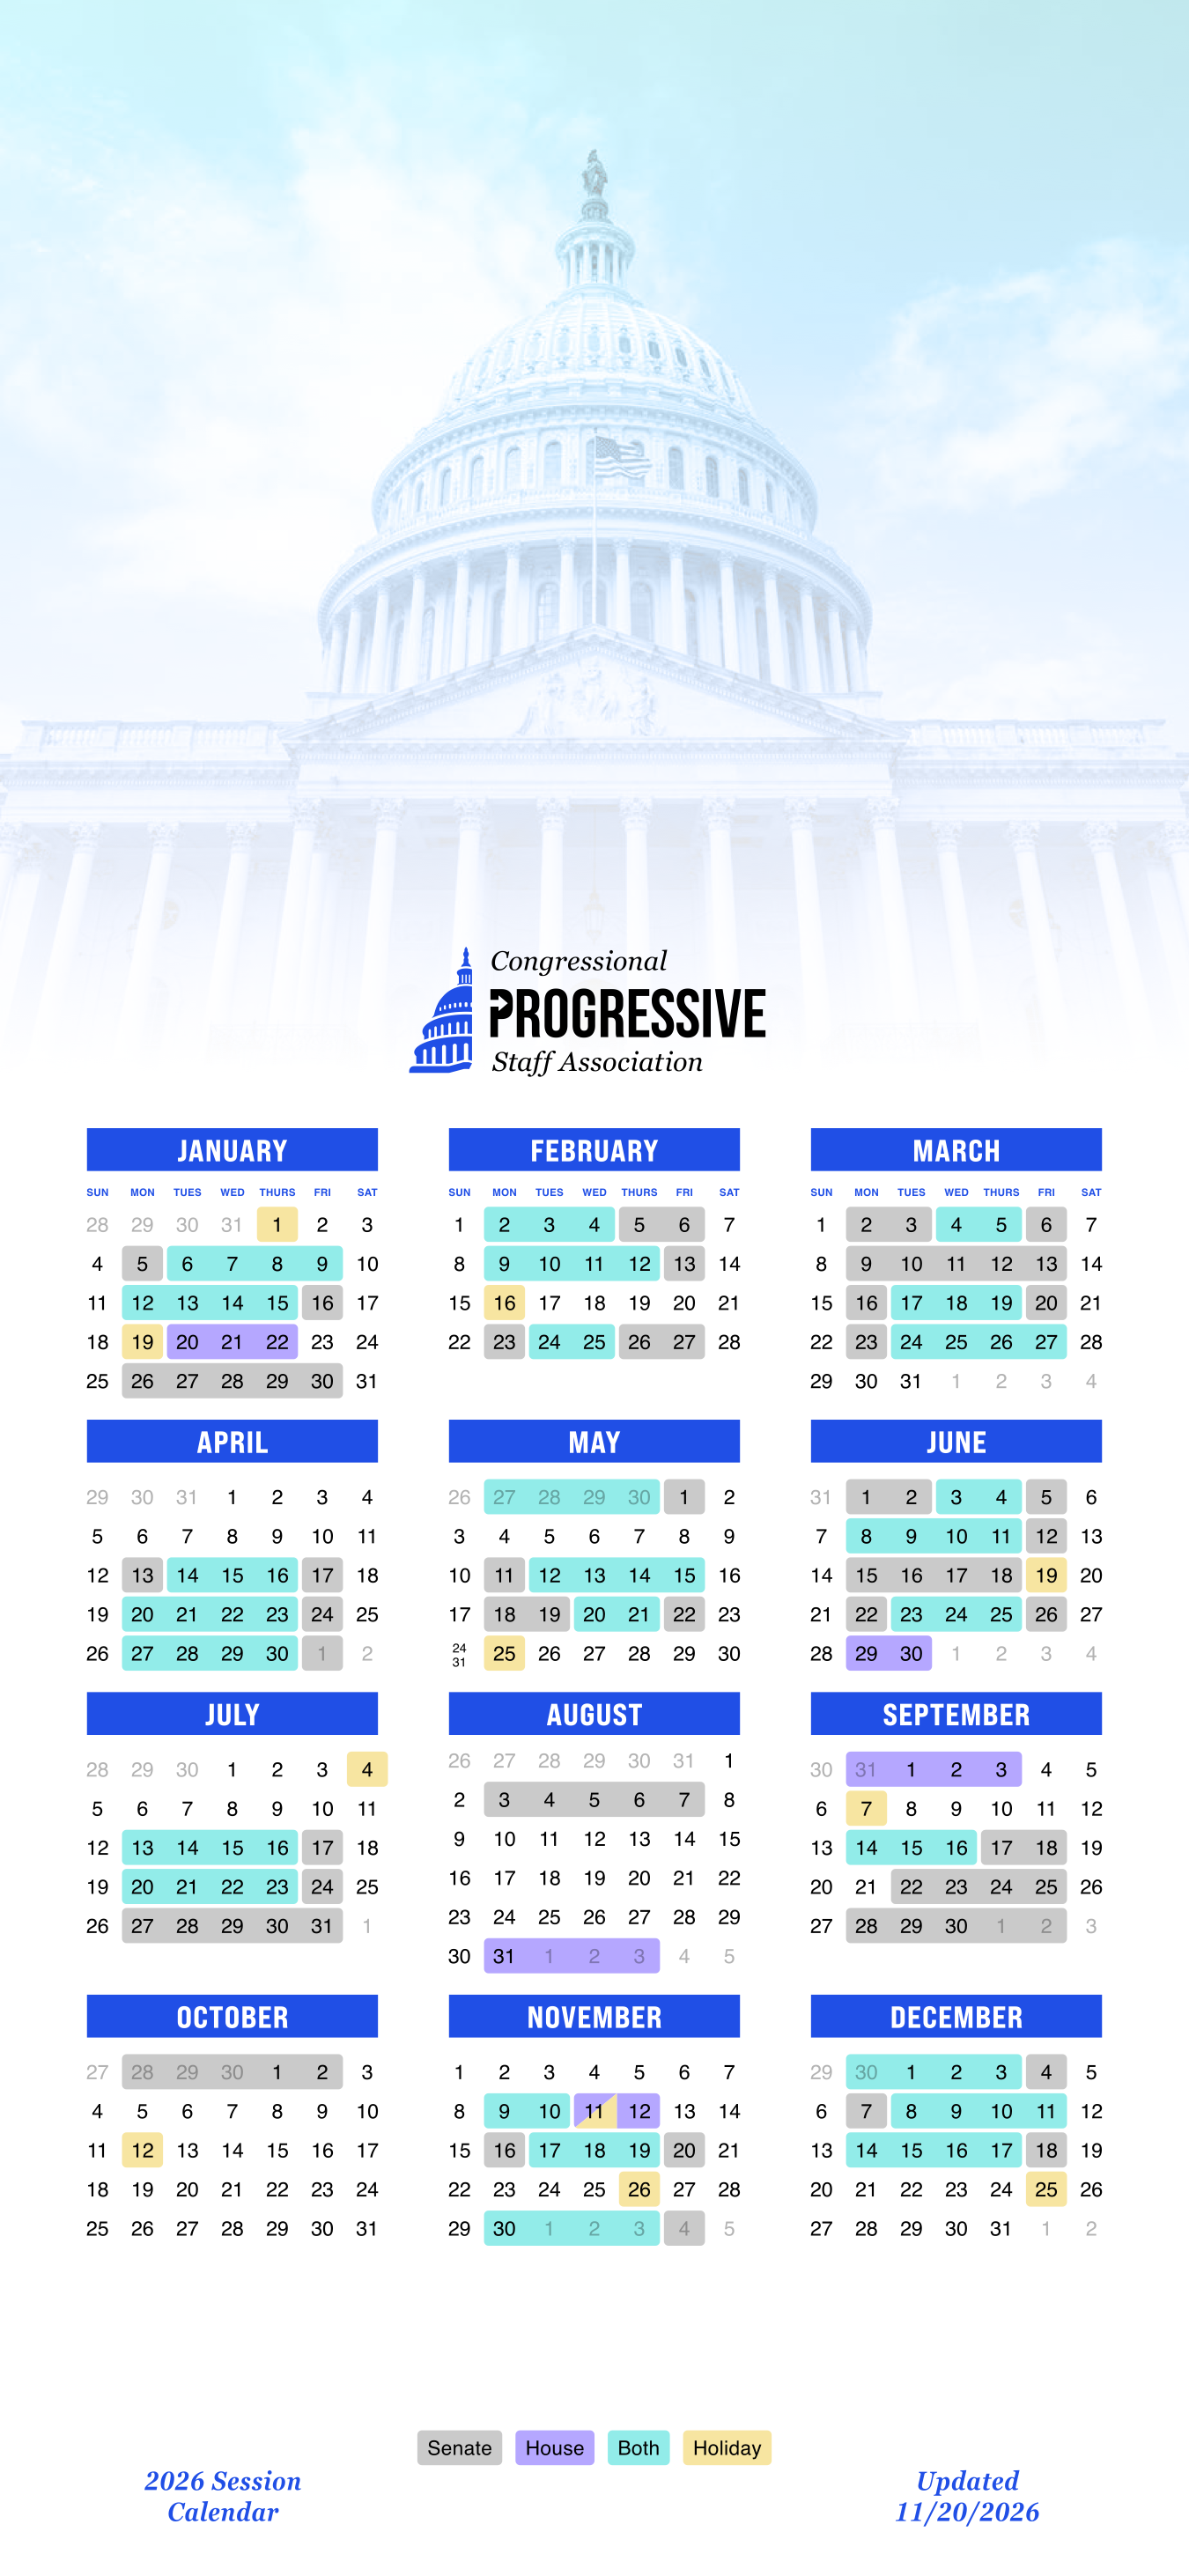 Congressional
PROGRESSIVE
Staff Association
JANUARY
SUN MON TUES WED THURS FRI SAT
28 29 30 31 1 2 3
4 5 6 7 8 9 10
11 12 13 14 15 16 17
18 19 20 21 22 23 24
25 26 27 28 29 30 31
FEBRUARY
SUN MON TUES WED THURS FRI SAT
1 2 3 4 5 6 7
8 9 10 11 12 13 14
15 16 17 18 19 20 21
22 23 24 25 26 27 28
MARCH
SUN MON TUES WED THURS FRI SAT
1 2 3 4 5 6 7
8 9 10 11 12 13 14
15 16 17 18 19 20 21
22 23 24 25 26 27 28
29 30 31 1 2 3 4
APRIL
29 30 31 1 2 3 4
5 6 7 8 9 10 11
12 13 14 15 16 17 18
19 20 21 22 23 24 25
26 27 28 29 30 1 2
MAY
26 27 28 29 30 1 2
3 4 5 6 7 8 9
10 11 12 13 14 15 16
17 18 19 20 21 22 23
24 31 25 26 27 28 29 30
JUNE
31 1 2 3 4 5 6
7 8 9 10 11 12 13
14 15 16 17 18 19 20
21 22 23 24 25 26 27
28 29 30 1 2 3 4
JULY
28 29 30 1 2 3 4
5 6 7 8 9 10 11
12 13 14 15 16 17 18
19 20 21 22 23 24 25
26 27 28 29 30 31 1
AUGUST
26 27 28 29 30 31 1
2 3 4 5 6 7 8
9 10 11 12 13 14 15
16 17 18 19 20 21 22
23 24 25 26 27 28 29
30 31 1 2 3 4 5
SEPTEMBER
30 31 1 2 3 4 5
6 7 8 9 10 11 12
13 14 15 16 17 18 19
20 21 22 23 24 25 26
27 28 29 30 1 2 3
OCTOBER
27 28 29 30 1 2 3
4 5 6 7 8 9 10
11 12 13 14 15 16 17
18 19 20 21 22 23 24
25 26 27 28 29 30 31
NOVEMBER
1 2 3 4 5 6 7
8 9 10 11 12 13 14
15 16 17 18 19 20 21
22 23 24 25 26 27 28
29 30 1 2 3 4 5
DECEMBER
29 30 1 2 3 4 5
6 7 8 9 10 11 12
13 14 15 16 17 18 19
20 21 22 23 24 25 26
27 28 29 30 31 1 2
Senate House Both Holiday
2026 Session
Calendar
Updated
11/20/2026